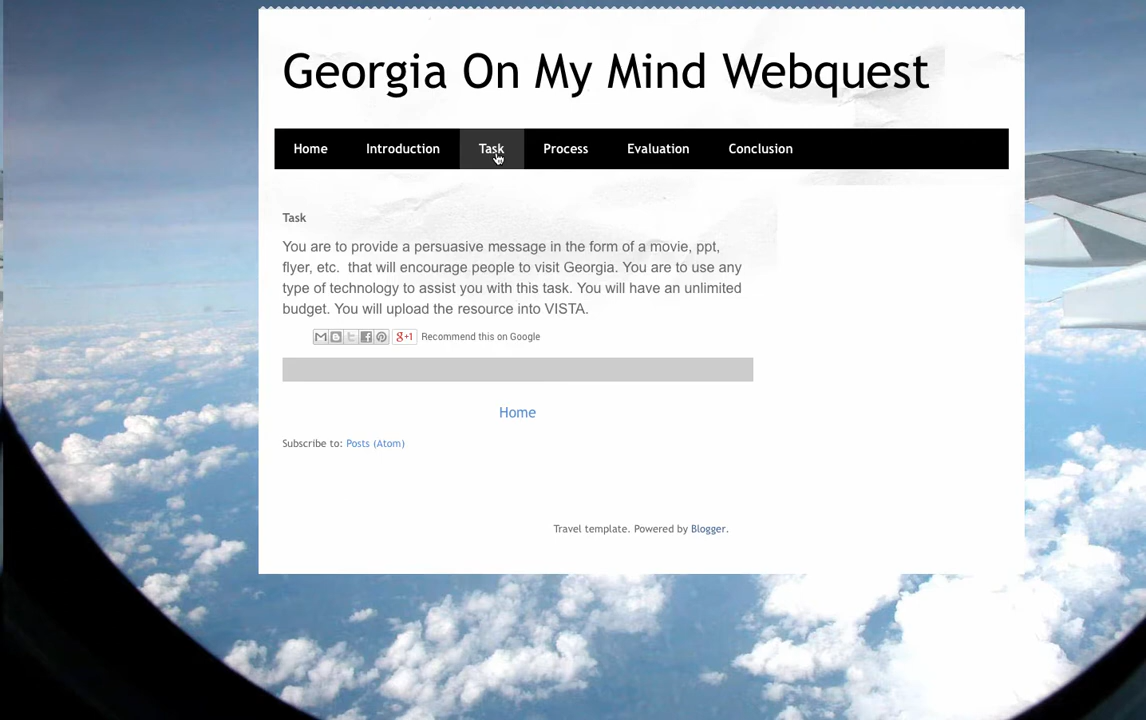 Georgia On My Mind Webquest
Home Introduction Task Process Evaluation Conclusion
Task
You are to provide a persuasive message in the form of a movie, ppt,
flyer, etc.  that will encourage people to visit Georgia. You are to use any
type of technology to assist you with this task. You will have an unlimited
budget. You will upload the resource into VISTA.
g+1 Recommend this on Google
Home
Subscribe to: Posts (Atom)
Travel template. Powered by Blogger.